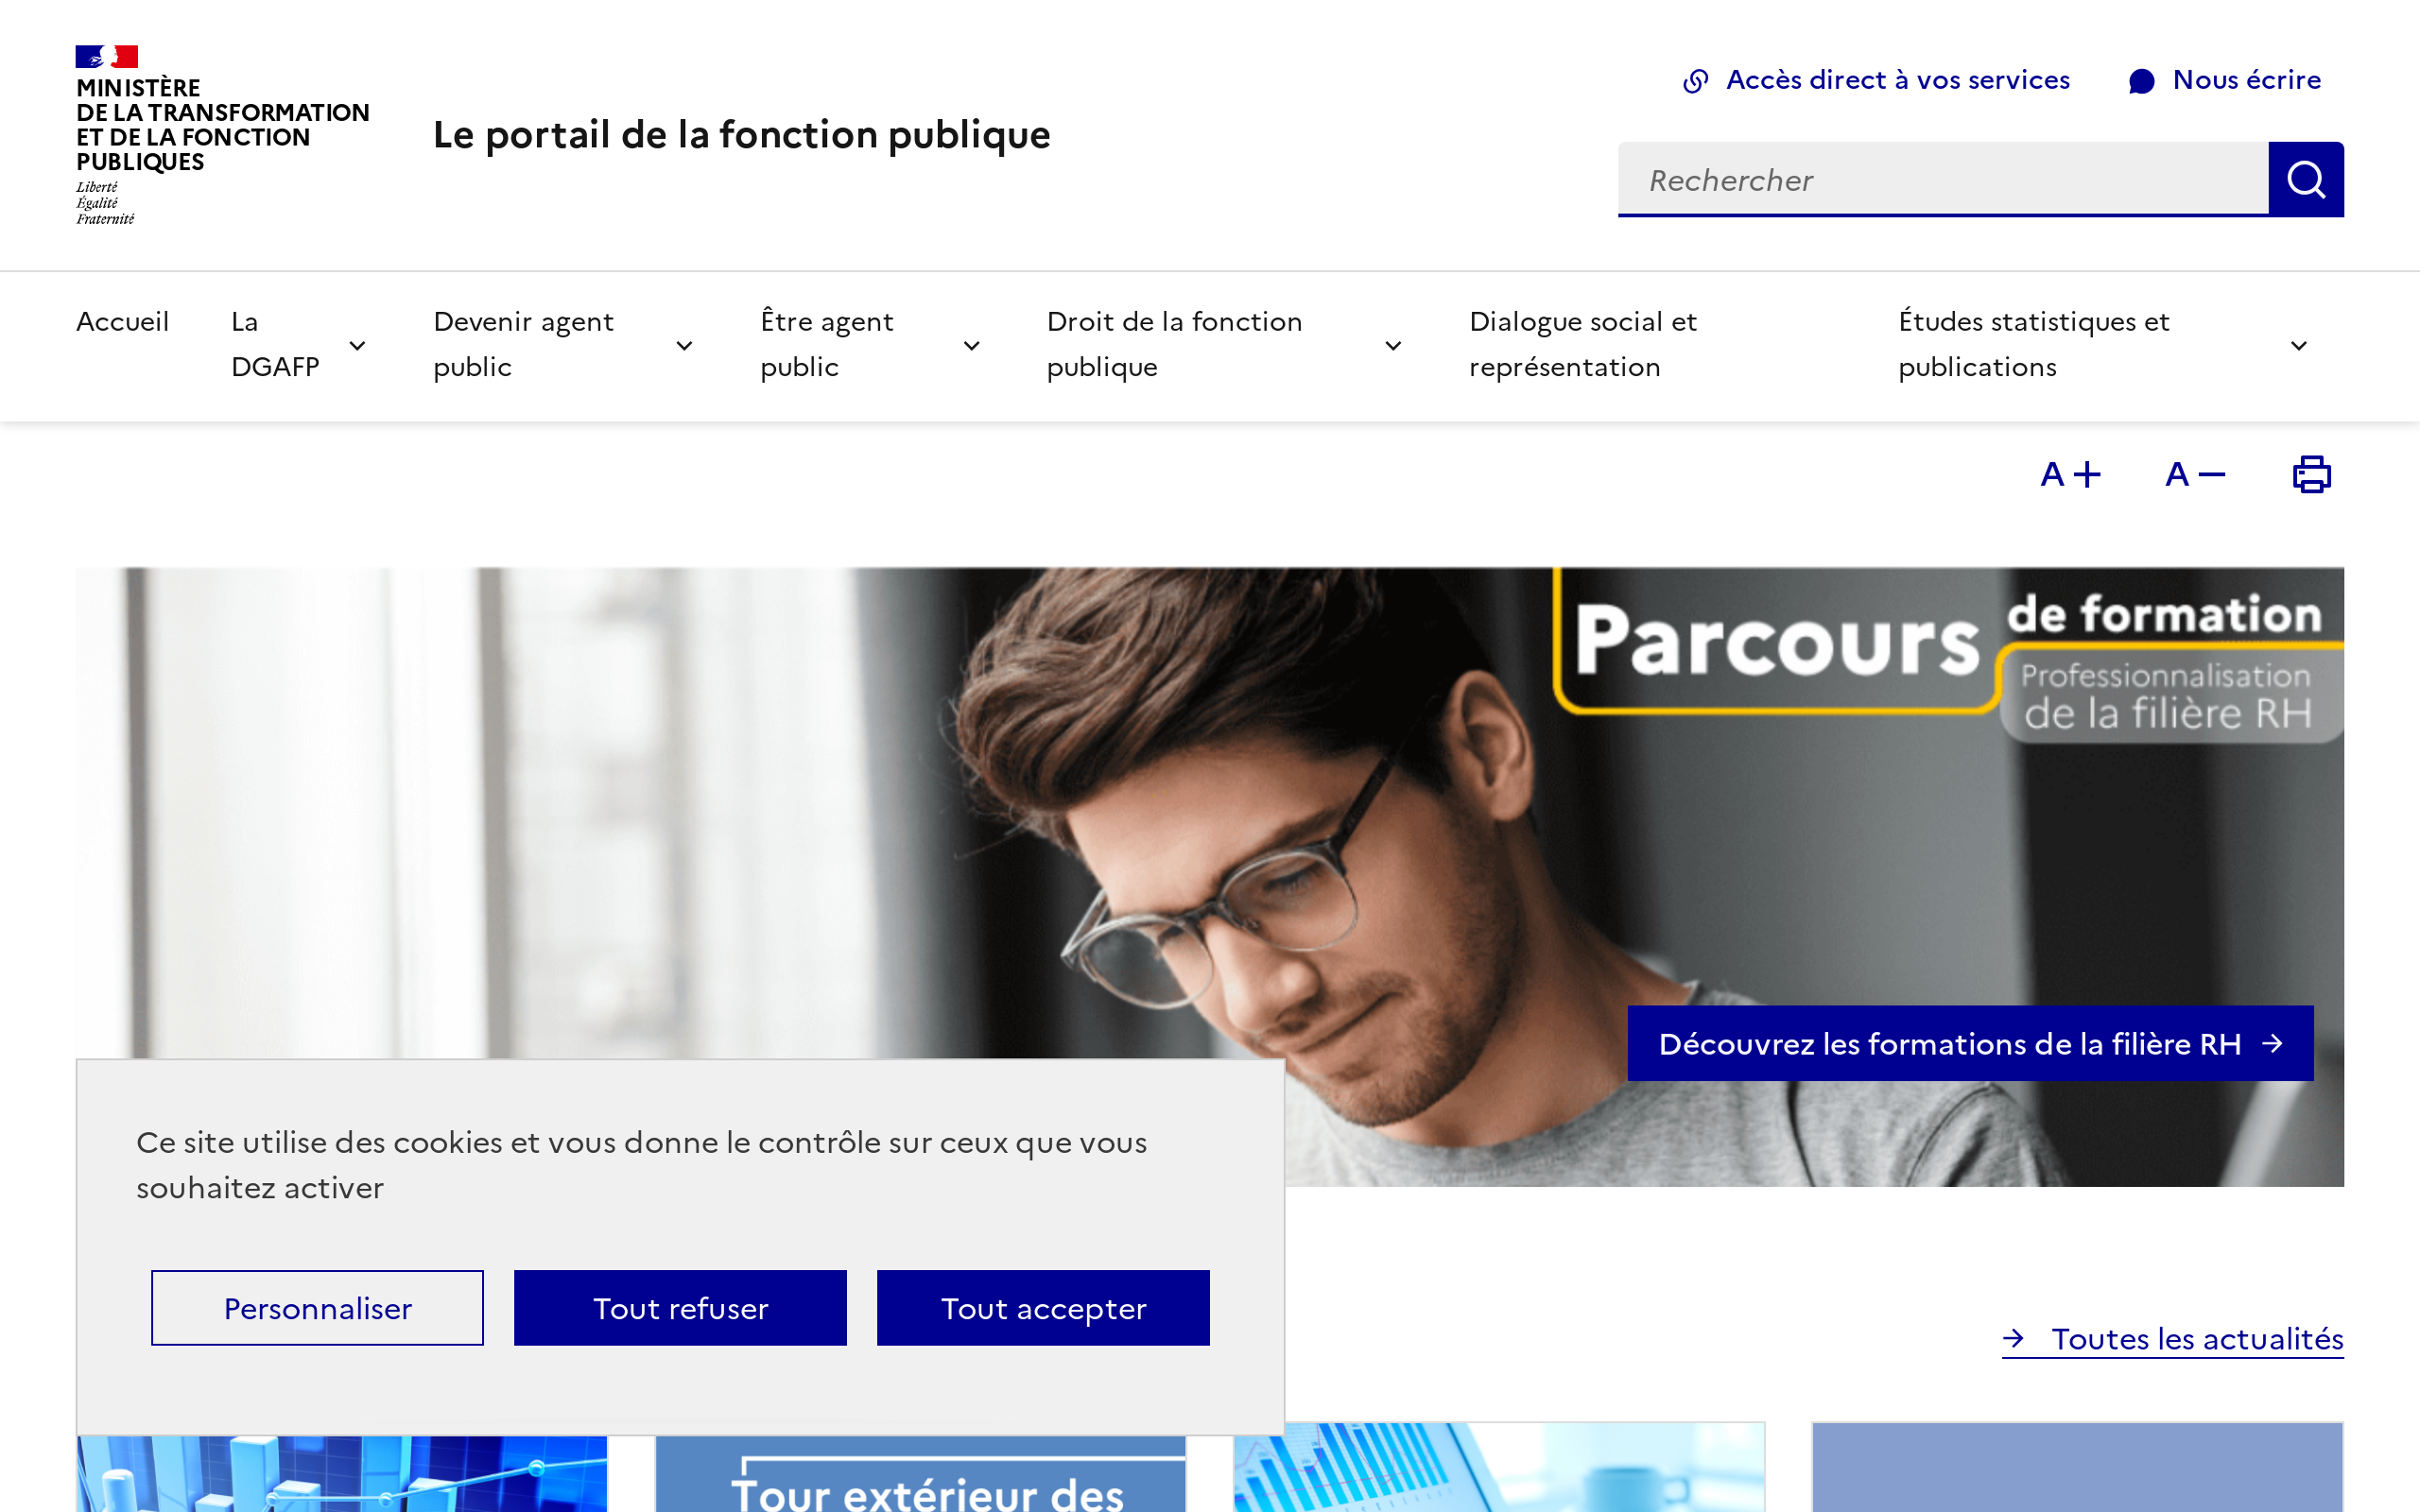 MINISTÈRE
DE LA TRANSFORMATION
ET DE LA FONCTION
PUBLIQUES
Liberté
Égalité
Fraternité
Le portail de la fonction publique
Accès direct à vos services
Nous écrire
Rechercher
Accueil
La
DGAFP
Devenir agent
public
Être agent
public
Droit de la fonction
publique
Dialogue social et
représentation
Études statistiques et
publications
A+
A−
Parcours
de formation
Professionnalisation
de la filière RH
Découvrez les formations de la filière RH
Ce site utilise des cookies et vous donne le contrôle sur ceux que vous
souhaitez activer
Personnaliser
Tout refuser
Tout accepter
Toutes les actualités
Tour extérieur des